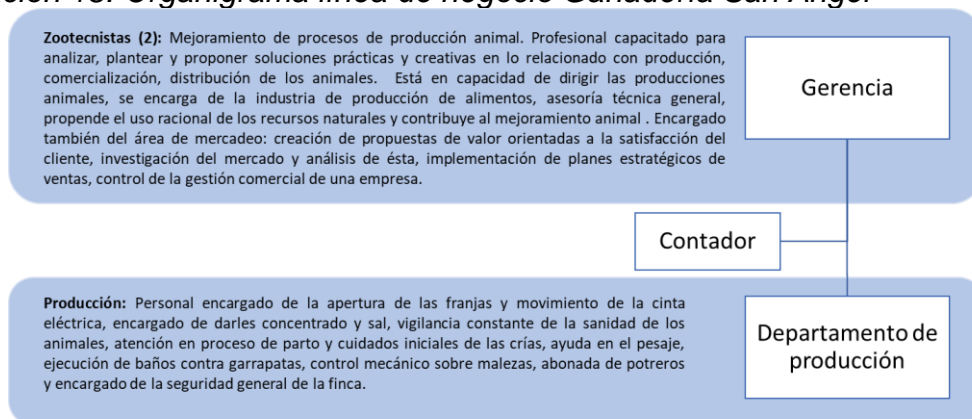 ción 18. Organigrama línea de negocio Ganadería San Ángel
Zootecnistas (2): Mejoramiento de procesos de producción animal. Profesional capacitado para
analizar, plantear y proponer soluciones prácticas y creativas en lo relacionado con producción,
comercialización, distribución de los animales. Está en capacidad de dirigir las producciones
animales, se encarga de la industria de producción de alimentos, asesoría técnica general,
propende el uso racional de los recursos naturales y contribuye al mejoramiento animal . Encargado
también del área de mercadeo: creación de propuestas de valor orientadas a la satisfacción del
cliente, investigación del mercado y análisis de ésta, implementación de planes estratégicos de
ventas, control de la gestión comercial de una empresa.
Gerencia
Contador
Producción: Personal encargado de la apertura de las franjas y movimiento de la cinta
eléctrica, encargado de darles concentrado y sal, vigilancia constante de la sanidad de los
animales, atención en proceso de parto y cuidados iniciales de las crías, ayuda en el pesaje,
ejecución de baños contra garrapatas, control mecánico sobre malezas, abonada de potreros
y encargado de la seguridad general de la finca.
Departamento de
producción